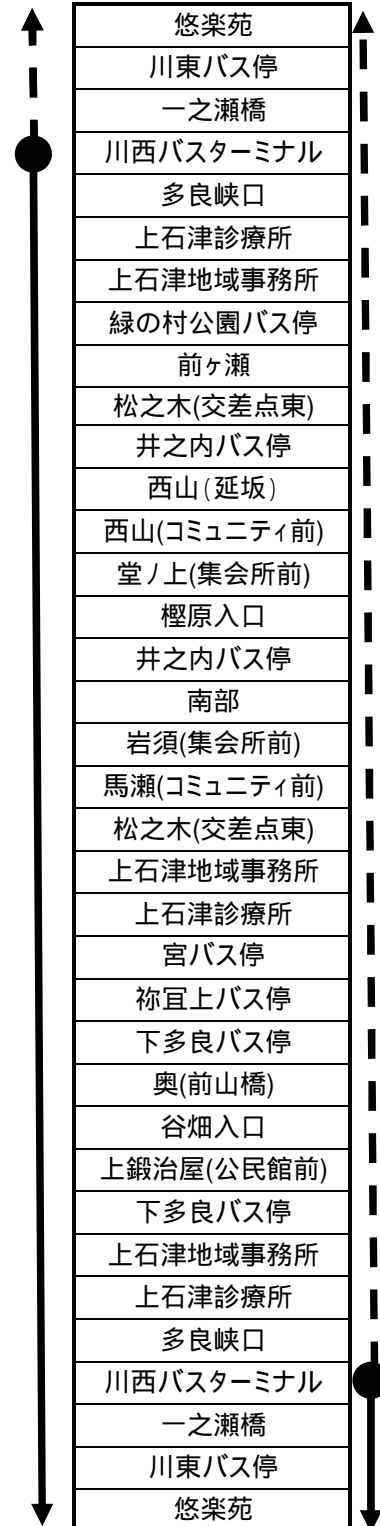 悠楽苑
川東バス停
一之瀬橋
川西バスターミナル
多良峡口
上石津診療所
上石津地域事務所
緑の村公園バス停
前ヶ瀬
松之木(交差点東)
井之内バス停
西山(延坂)
西山(コミュニティ前)
堂ノ上(集会所前)
樫原入口
井之内バス停
南部
岩須(集会所前)
馬瀬(コミュニティ前)
松之木(交差点東)
上石津地域事務所
上石津診療所
宮バス停
祢冝上バス停
下多良バス停
奥(前山橋)
谷畑入口
上鍛治屋(公民館前)
下多良バス停
上石津地域事務所
上石津診療所
多良峡口
川西バスターミナル
一之瀬橋
川東バス停
悠楽苑